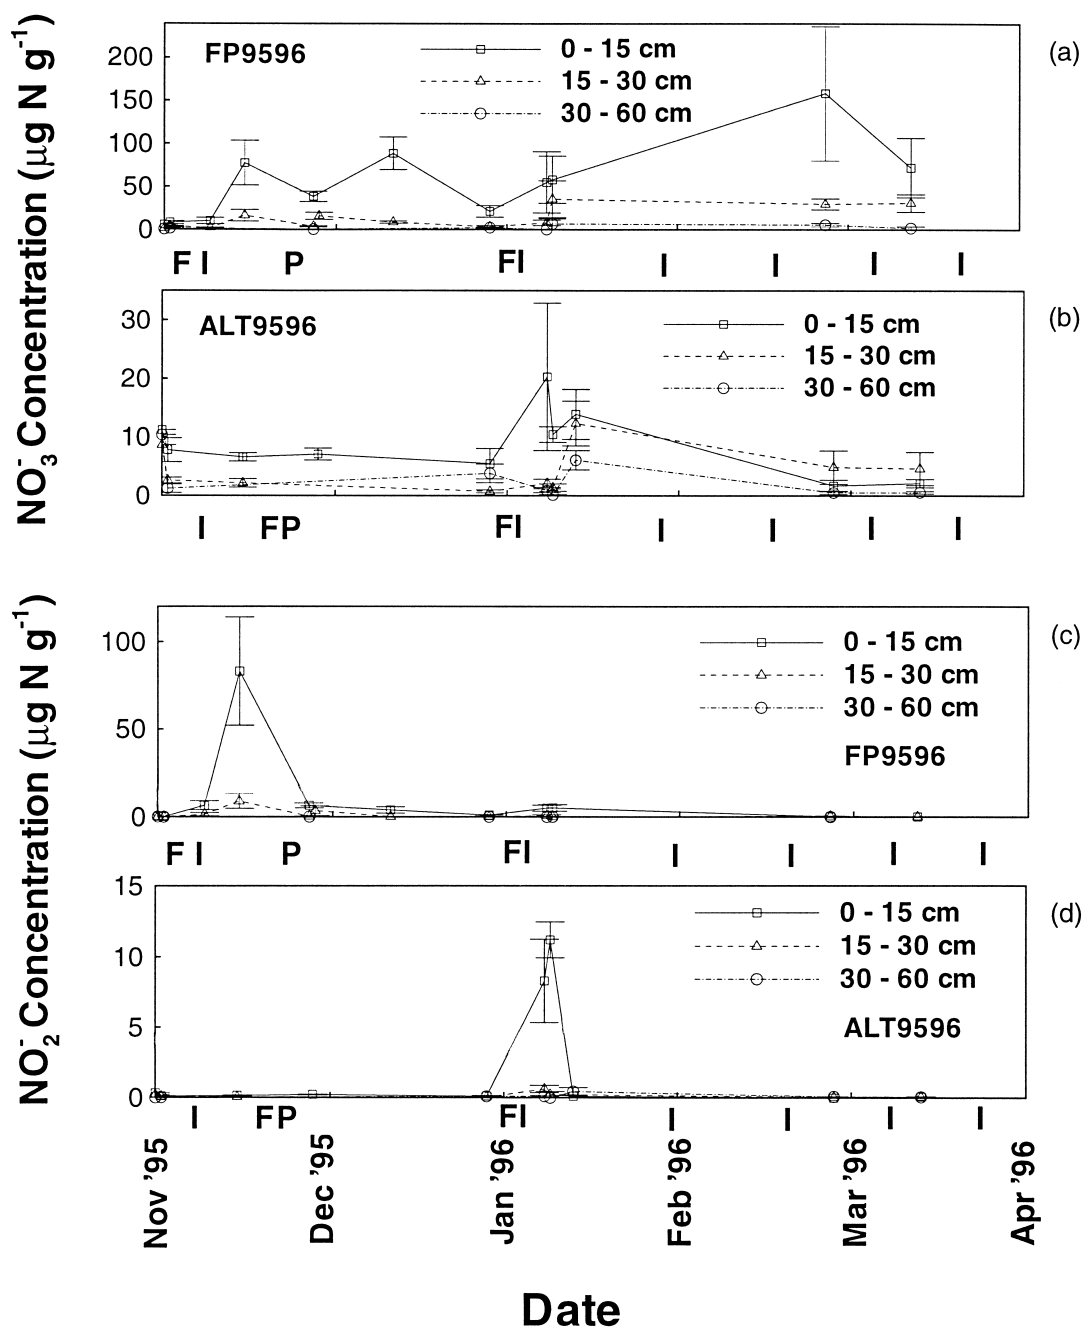 NO₃⁻ Concentration (μg N g⁻¹)
(a)
FP9596
0 - 15 cm
15 - 30 cm
30 - 60 cm
200
150
100
50
0
F I P FI I I I I
(b)
ALT9596
0 - 15 cm
15 - 30 cm
30 - 60 cm
30
20
10
0
I FP FI I I I I
NO₂⁻ Concentration (μg N g⁻¹)
(c)
0 - 15 cm
15 - 30 cm
30 - 60 cm
FP9596
100
50
0
F I P FI I I I I
(d)
0 - 15 cm
15 - 30 cm
30 - 60 cm
ALT9596
15
10
5
0
I FP FI I I I I
Nov '95
Dec '95
Jan '96
Feb '96
Mar '96
Apr '96
Date